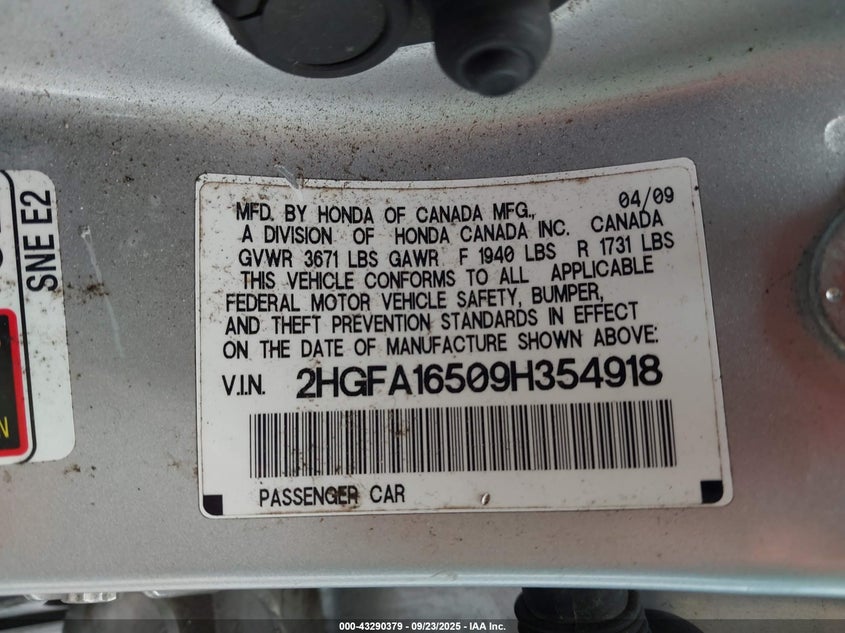 04/09
MFD. BY HONDA OF CANADA MFG.,
A DIVISION OF HONDA CANADA INC. CANADA
GVWR 3671 LBS GAWR F 1940 LBS R 1731 LBS
THIS VEHICLE CONFORMS TO ALL APPLICABLE
FEDERAL MOTOR VEHICLE SAFETY, BUMPER,
AND THEFT PREVENTION STANDARDS IN EFFECT
ON THE DATE OF MANUFACTURE SHOWN ABOVE:
V.I.N. 2HGFA16509H354918
PASSENGER CAR
SNE E2
000-43290379 - 09/23/2025 - IAA Inc.